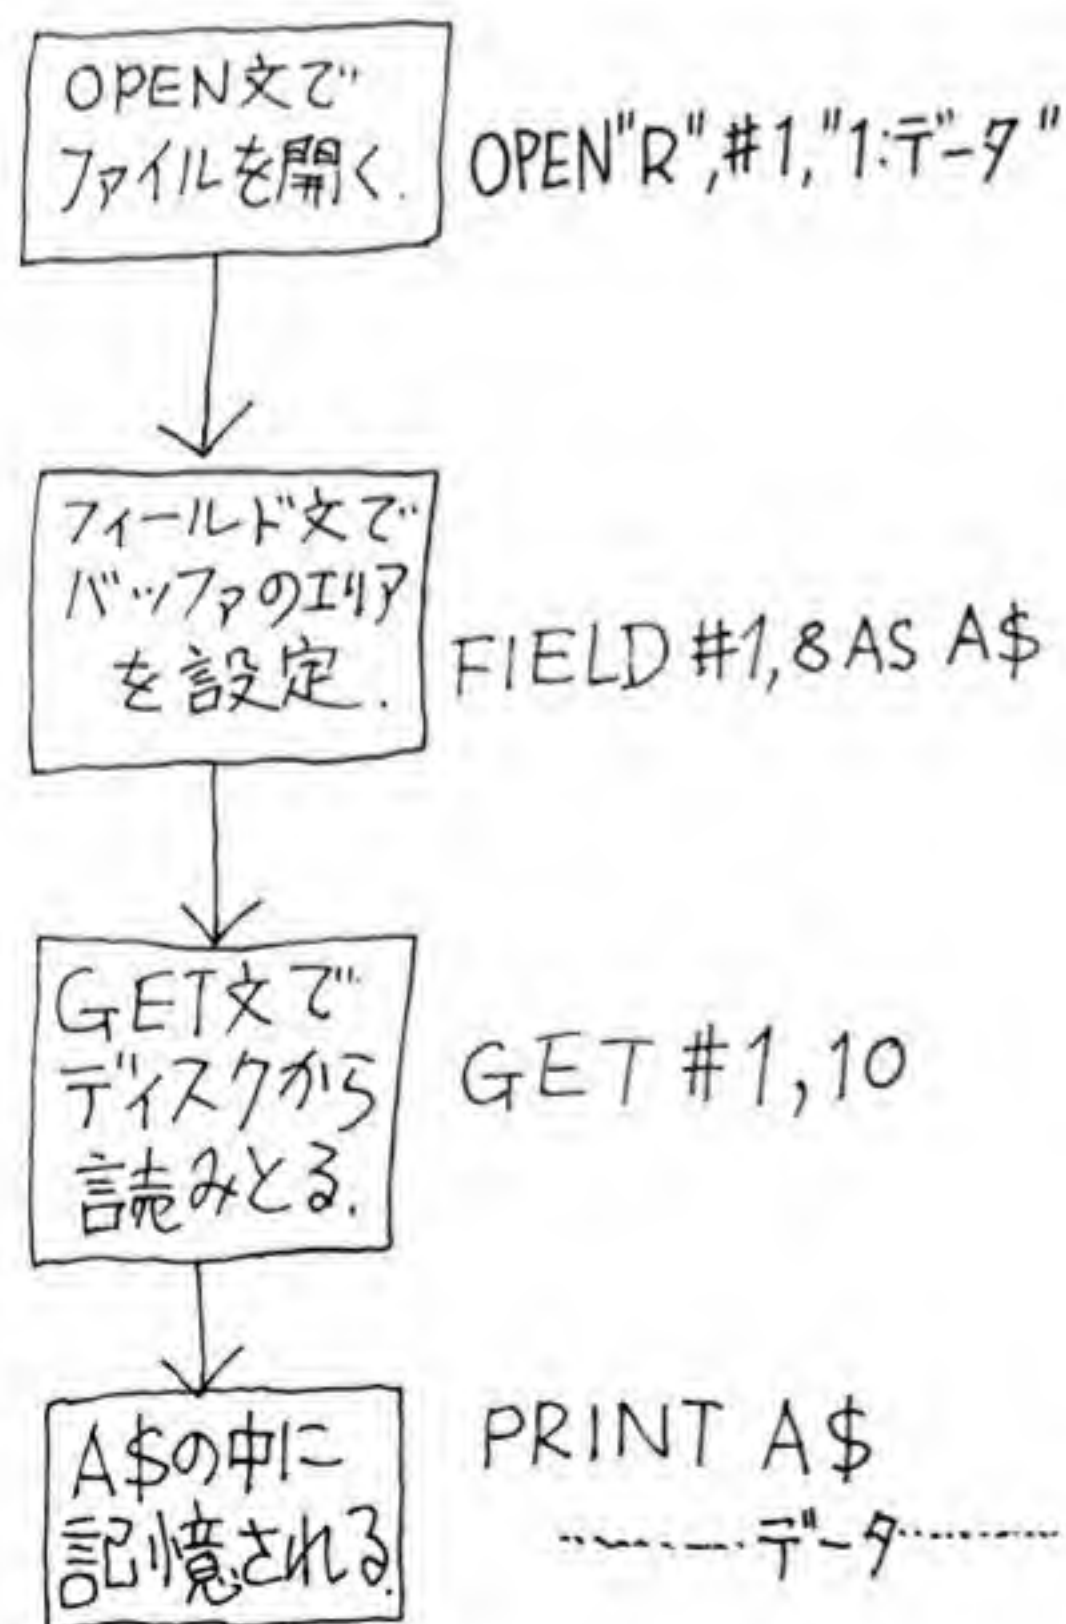 OPEN文で
ファイルを開く.
OPEN"R",#1,"1:データ"
フィールド文で
バッファのエリア
を設定.
FIELD #1,8 AS A$
GET文で
ディスクから
読みとる.
GET #1,10
A$の中に
記憶される.
PRINT A$
............データ............